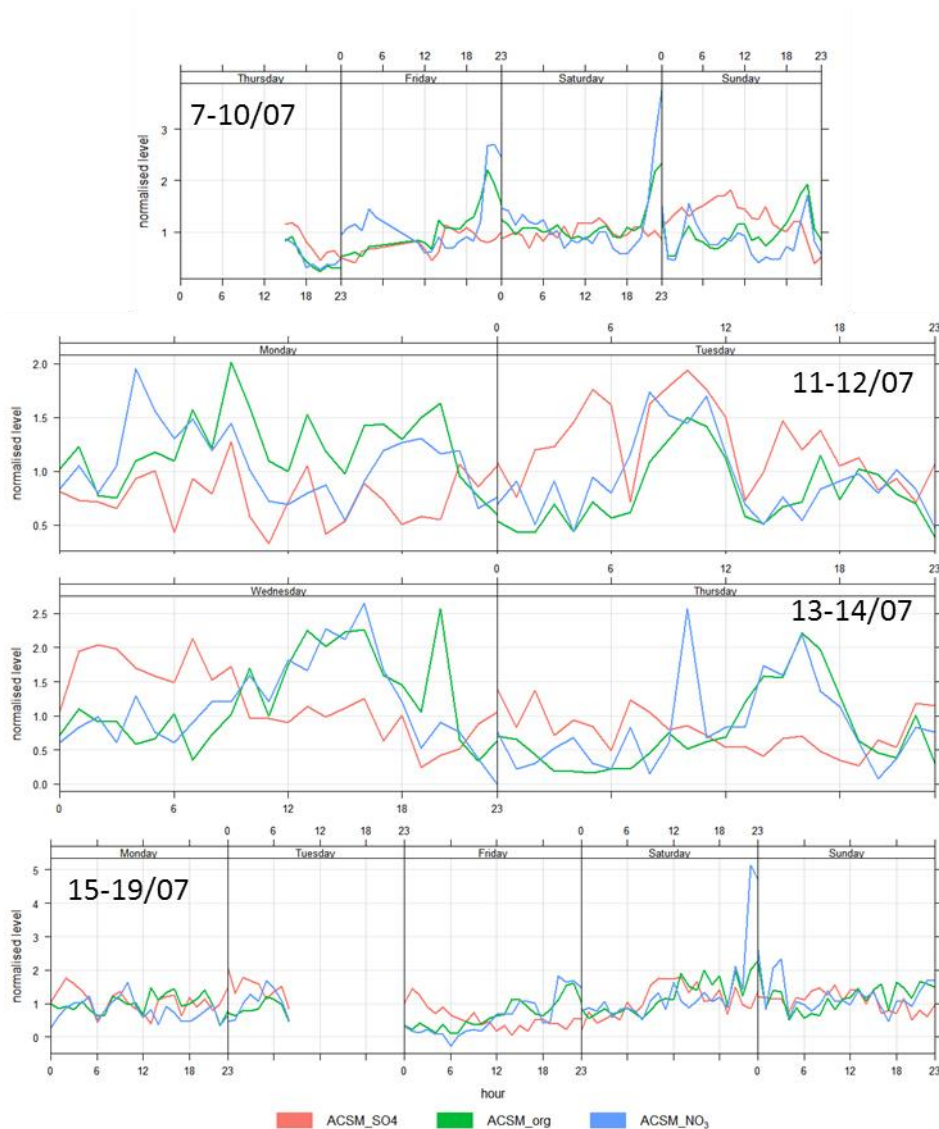 0 6 12 18 23
0 6 12 18 23
Thursday Friday Saturday Sunday
7-10/07
normalised level
3
2
1
0 6 12 18 23
0 6 12 18 23
0 6 12 18 23
Monday Tuesday
11-12/07
normalised level
2.0
1.5
1.0
0.5
0 6 12 18 23
Wednesday Thursday
13-14/07
normalised level
2.5
2.0
1.5
1.0
0.5
0.0
0 6 12 18 23
0 6 12 18 23
0 6 12 18 23
Monday Tuesday Friday Saturday Sunday
15-19/07
normalised level
5
4
3
2
1
0
0 6 12 18 23
0 6 12 18 23
0 6 12 18 23
hour
ACSM_SO4 ACSM_org ACSM_NO₃